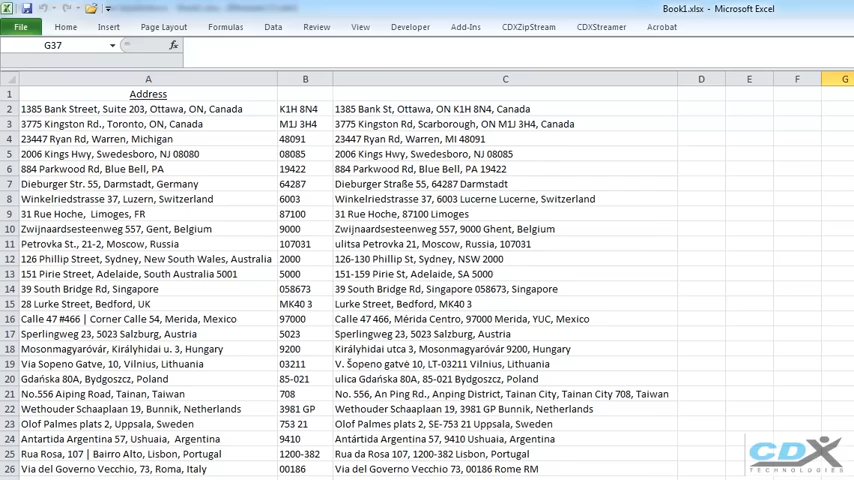 Book1.xlsx - Microsoft Excel
File Home Insert Page Layout Formulas Data Reviews View Developer Add-Ins CDXZipStream CDXStreamer Acrobat
G37 fx
A B C D E F G
1 Address
2 1385 Bank Street, Suite 203, Ottawa, ON, Canada K1H 8N4 1385 Bank St, Ottawa, ON K1H 8N4, Canada
3 3775 Kingston Rd., Toronto, ON, Canada M1J 3H4 3775 Kingston Rd, Scarborough, ON M1J 3H4, Canada
4 23447 Ryan Rd, Warren, Michigan 48091 23447 Ryan Rd, Warren, MI 48091
5 2006 Kings Hwy, Swedesboro, NJ 08080 08085 2006 Kings Hwy, Swedesboro, NJ 08085
6 884 Parkwood Rd, Blue Bell, PA 19422 884 Parkwood Rd, Blue Bell, PA 19422
7 Dieburger Str. 55, Darmstadt, Germany 64287 Dieburger Straße 55, 64287 Darmstadt
8 Winkelriedstrasse 37, Luzern, Switzerland 6003 Winkelriedstrasse 37, 6003 Lucerne Lucerne, Switzerland
9 31 Rue Hoche, Limoges, FR 87100 31 Rue Hoche, 87100 Limoges
10 Zwijnaardsesteenweg 557, Gent, Belgium 9000 Zwijnaardsesteenweg 557, 9000 Ghent, Belgium
11 Petrovka St., 21-2, Moscow, Russia 107031 ulitsa Petrovka 21, Moscow, Russia, 107031
12 126 Phillip Street, Sydney, New South Wales, Australia 2000 126-130 Phillip St, Sydney, NSW 2000
13 151 Pirie Street, Adelaide, South Australia 5001 5000 151-159 Pirie St, Adelaide, SA 5000
14 39 South Bridge Rd, Singapore 058673 39 South Bridge Rd, Singapore 058673, Singapore
15 28 Lurke Street, Bedford, UK MK40 3 Lurke Street, Bedford, MK40 3
16 Calle 47 #466 | Corner Calle 54, Merida, Mexico 97000 Calle 47 466, Mérida Centro, 97000 Merida, YUC, Mexico
17 Sperlingweg 23, 5023 Salzburg, Austria 5023 Sperlingweg 23, 5023 Salzburg, Austria
18 Mosonmagyaróvár, Királyhidai u. 3, Hungary 9200 Királyhidai utca 3, Mosonmagyaróvár 9200, Hungary
19 Via Sopeno Gatve, 10, Vilnius, Lithuania 03211 V. Šopeno gatvė 10, LT-03211 Vilnius, Lithuania
20 Gdańska 80A, Bydgoszcz, Poland 85-021 ulica Gdańska 80A, 85-021 Bydgoszcz, Poland
21 No.556 Aiping Road, Tainan, Taiwan 708 No. 556, An Ping Rd., Anping District, Tainan City, Tainan City 708, Taiwan
22 Wethouder Schaaplaan 19, Bunnik, Netherlands 3981 GP Wethouder Schaaplaan 19, 3981 GP Bunnik, Netherlands
23 Olof Palmes plats 2, Uppsala, Sweden 753 21 Olof Palmes plats 2, SE-753 21 Uppsala, Sweden
24 Antartida Argentina 57, Ushuaia, Argentina 9410 Antártida Argentina 57, 9410 Ushuaia, Argentina
25 Rua Rosa, 107 | Bairro Alto, Lisbon, Portugal 1200-382 Rua da Rosa 107, 1200-382 Lisbon, Portugal
26 Via del Governo Vecchio, 73, Roma, Italy 00186 Via del Governo Vecchio 73, 00186 Rome RM
CDX
TECHNOLOGIES